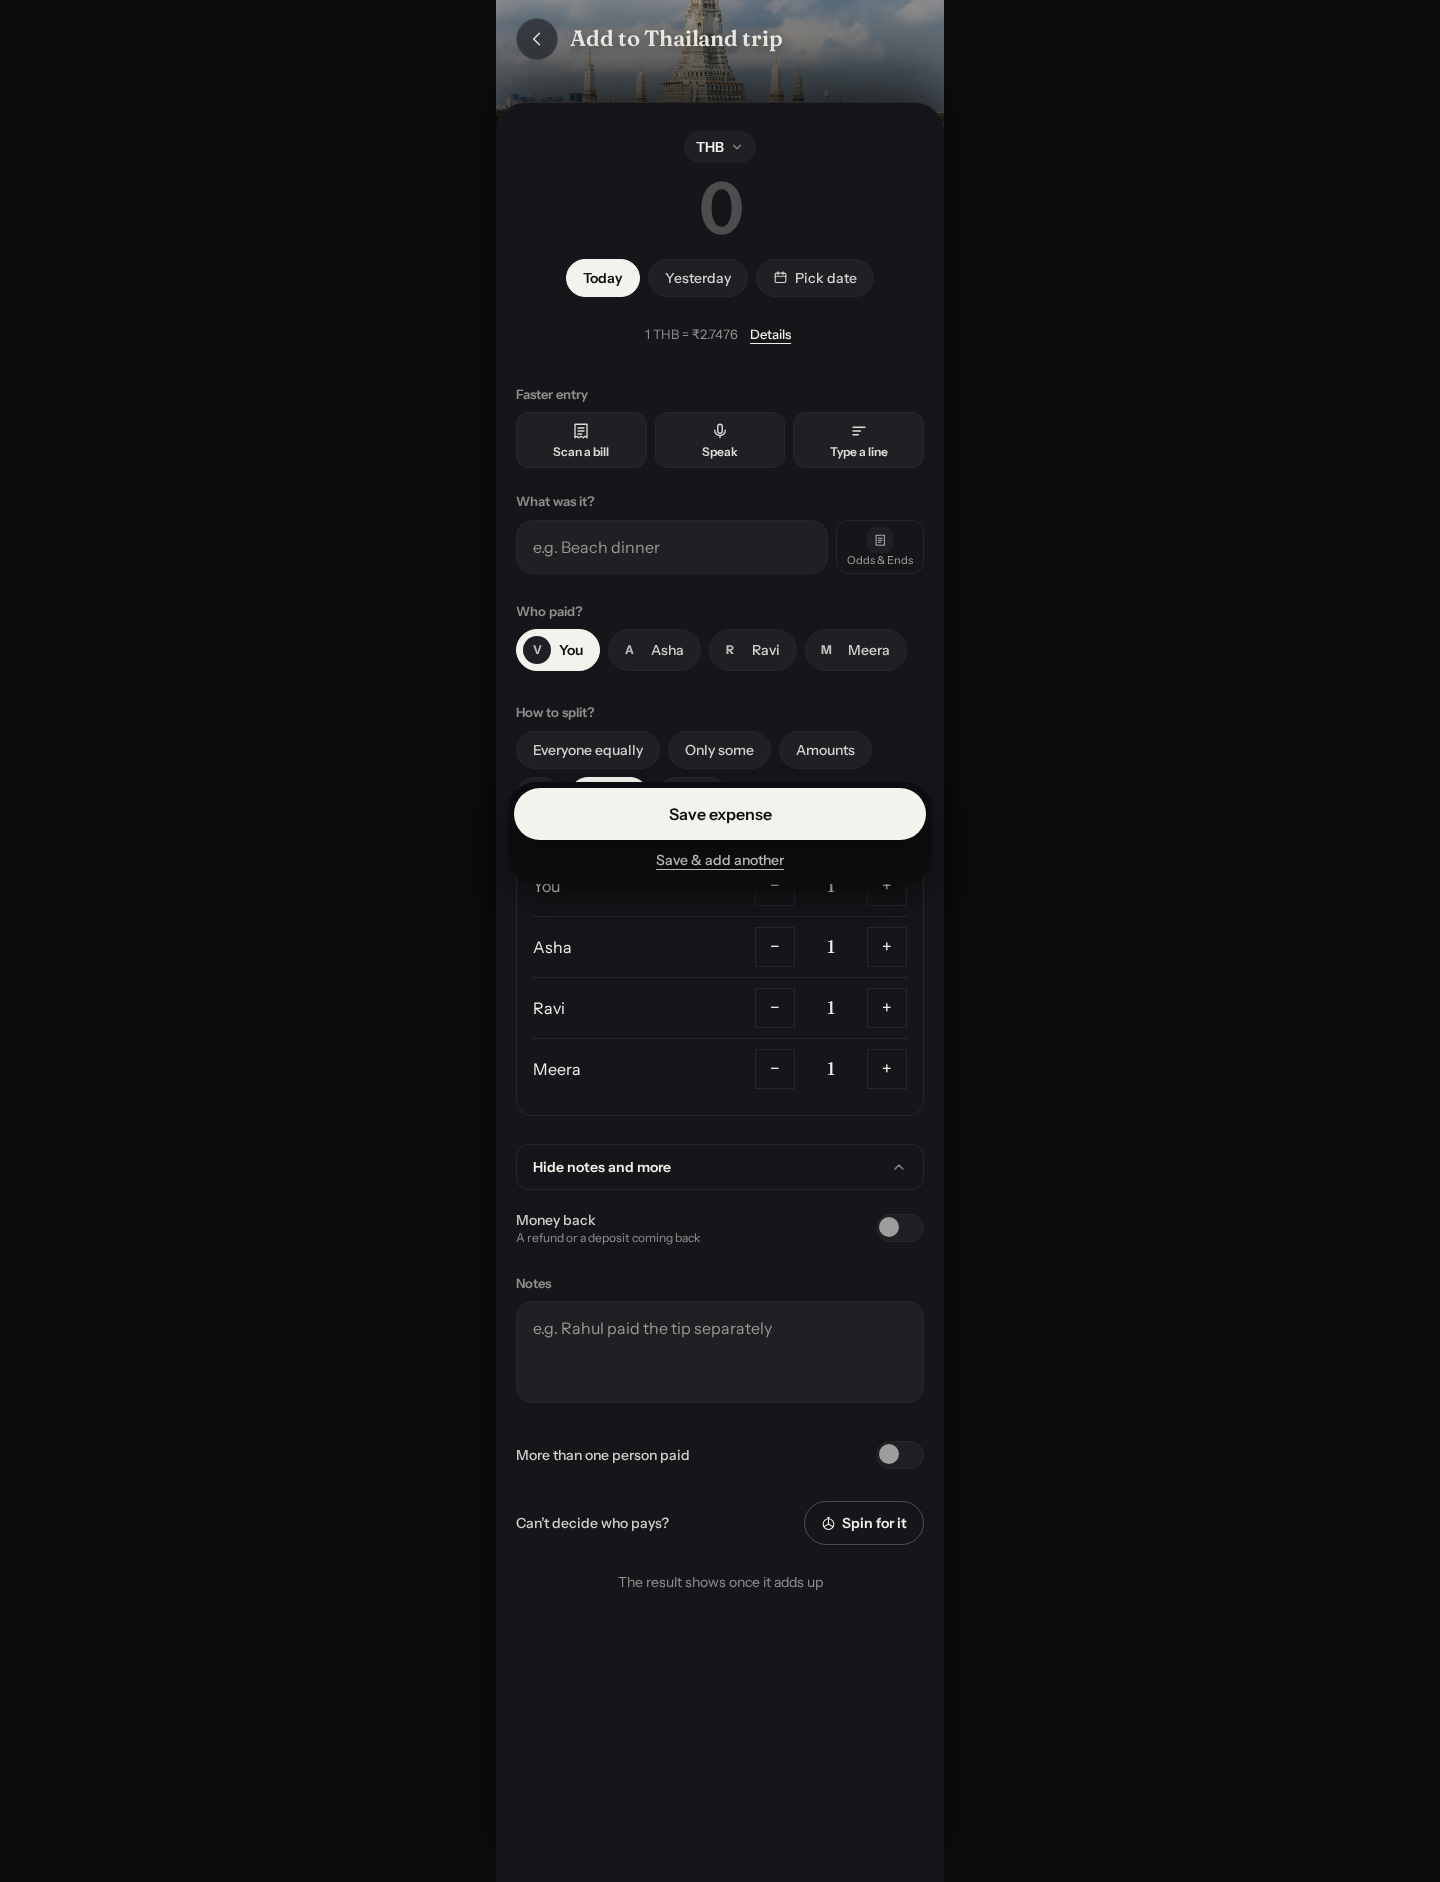 Add to Thailand trip
THB
0
Today Yesterday Pick date
1 THB = ₹2.7476 Details
Faster entry
Scan a bill Speak Type a line
What was it?
e.g. Beach dinner
Odds & Ends
Who paid?
V You A Asha R Ravi M Meera
How to split?
Everyone equally Only some Amounts
Save expense
Save & add another
You − 1 +
Asha − 1 +
Ravi − 1 +
Meera − 1 +
Hide notes and more
Money back
A refund or a deposit coming back
Notes
e.g. Rahul paid the tip separately
More than one person paid
Can't decide who pays? Spin for it
The result shows once it adds up